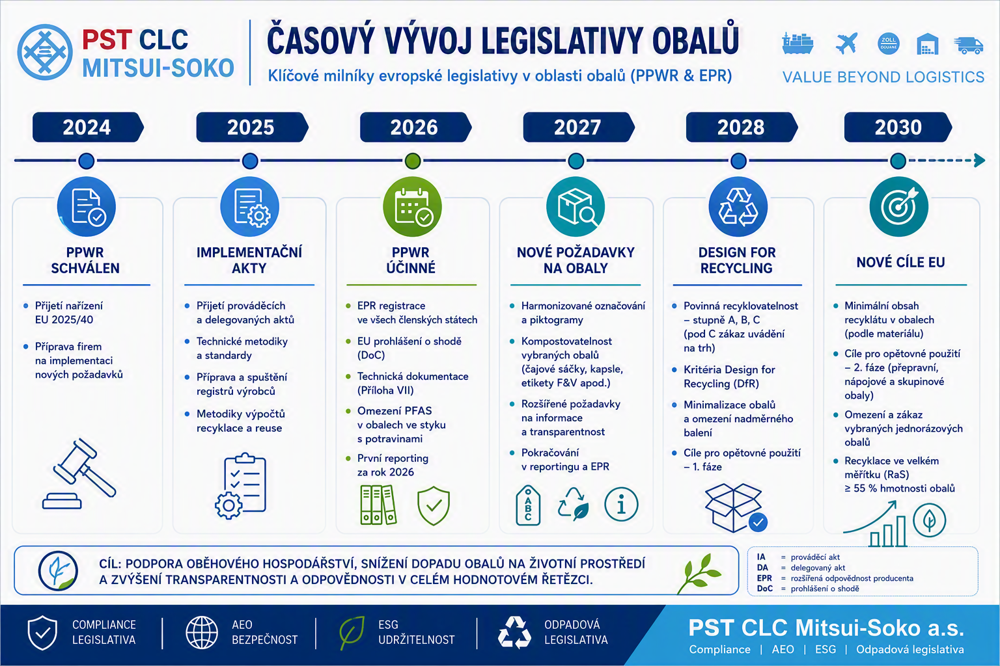 PST CLC
MITSUI-SOKO
ČASOVÝ VÝVOJ LEGISLATIVY OBALŮ
Klíčové milníky evropské legislativy v oblasti obalů (PPWR & EPR)
ZOLL
DOUANE
VALUE BEYOND LOGISTICS
2024
2025
2026
2027
2028
2030
PPWR
SCHVÁLEN
• Přijetí nařízení
EU 2025/40
• Příprava firem
na implementaci
nových požadavků
IMPLEMENTAČNÍ
AKTY
• Přijetí prováděcích
a delegovaných aktů
• Technické metodiky
a standardy
• Příprava a spuštění
registrů výrobců
• Metodiky výpočtů
recyklace a reuse
PPWR
ÚČINNÉ
• EPR registrace
ve všech členských státech
• EU prohlášení o shodě
(DoC)
• Technická dokumentace
(Příloha VII)
• Omezení PFAS
v obalech ve styku
s potravinami
• První reporting
za rok 2026
NOVÉ POŽADAVKY
NA OBALY
• Harmonizované označování
a piktogramy
• Kompostovatelnost
vybraných obalů
(čajové sáčky, kapsle,
etikety F&V apod.)
• Rozšířené požadavky
na informace
a transparentnost
• Pokračování
v reportingu a EPR
A
B
C
DESIGN FOR
RECYCLING
• Povinná recyklovatelnost
– stupně A, B, C
(pod C zákaz uvádění
na trh)
• Kritéria Design for
Recycling (DfR)
• Minimalizace obalů
a omezení nadměrného
balení
• Cíle pro opětovné použití
– 1. fáze
NOVÉ CÍLE EU
• Minimální obsah
recyklátu v obalech
(podle materiálu)
• Cíle pro opětovné použití
– 2. fáze (přepravní,
nápojové a skupinové
obaly)
• Omezení a zákaz
vybraných jednorázových
obalů
• Recyklace ve velkém
měřítku (RaS)
≥ 55 % hmotnosti obalů
CÍL: PODPORA OBĚHOVÉHO HOSPODÁŘSTVÍ, SNÍŽENÍ DOPADU OBALŮ NA ŽIVOTNÍ PROSTŘEDÍ
A ZVÝŠENÍ TRANSPARENTNOSTI A ODPOVĚDNOSTI V CELÉM HODNOTOVÉM ŘETĚZCI.
IA = prováděcí akt
DA = delegovaný akt
EPR = rozšířená odpovědnost producenta
DoC = prohlášení o shodě
COMPLIANCE
LEGISLATIVA
AEO
BEZPEČNOST
ESG
UDRŽITELNOST
ODPADOVÁ
LEGISLATIVA
PST CLC Mitsui-Soko a.s.
Compliance | AEO | ESG | Odpadová legislativa